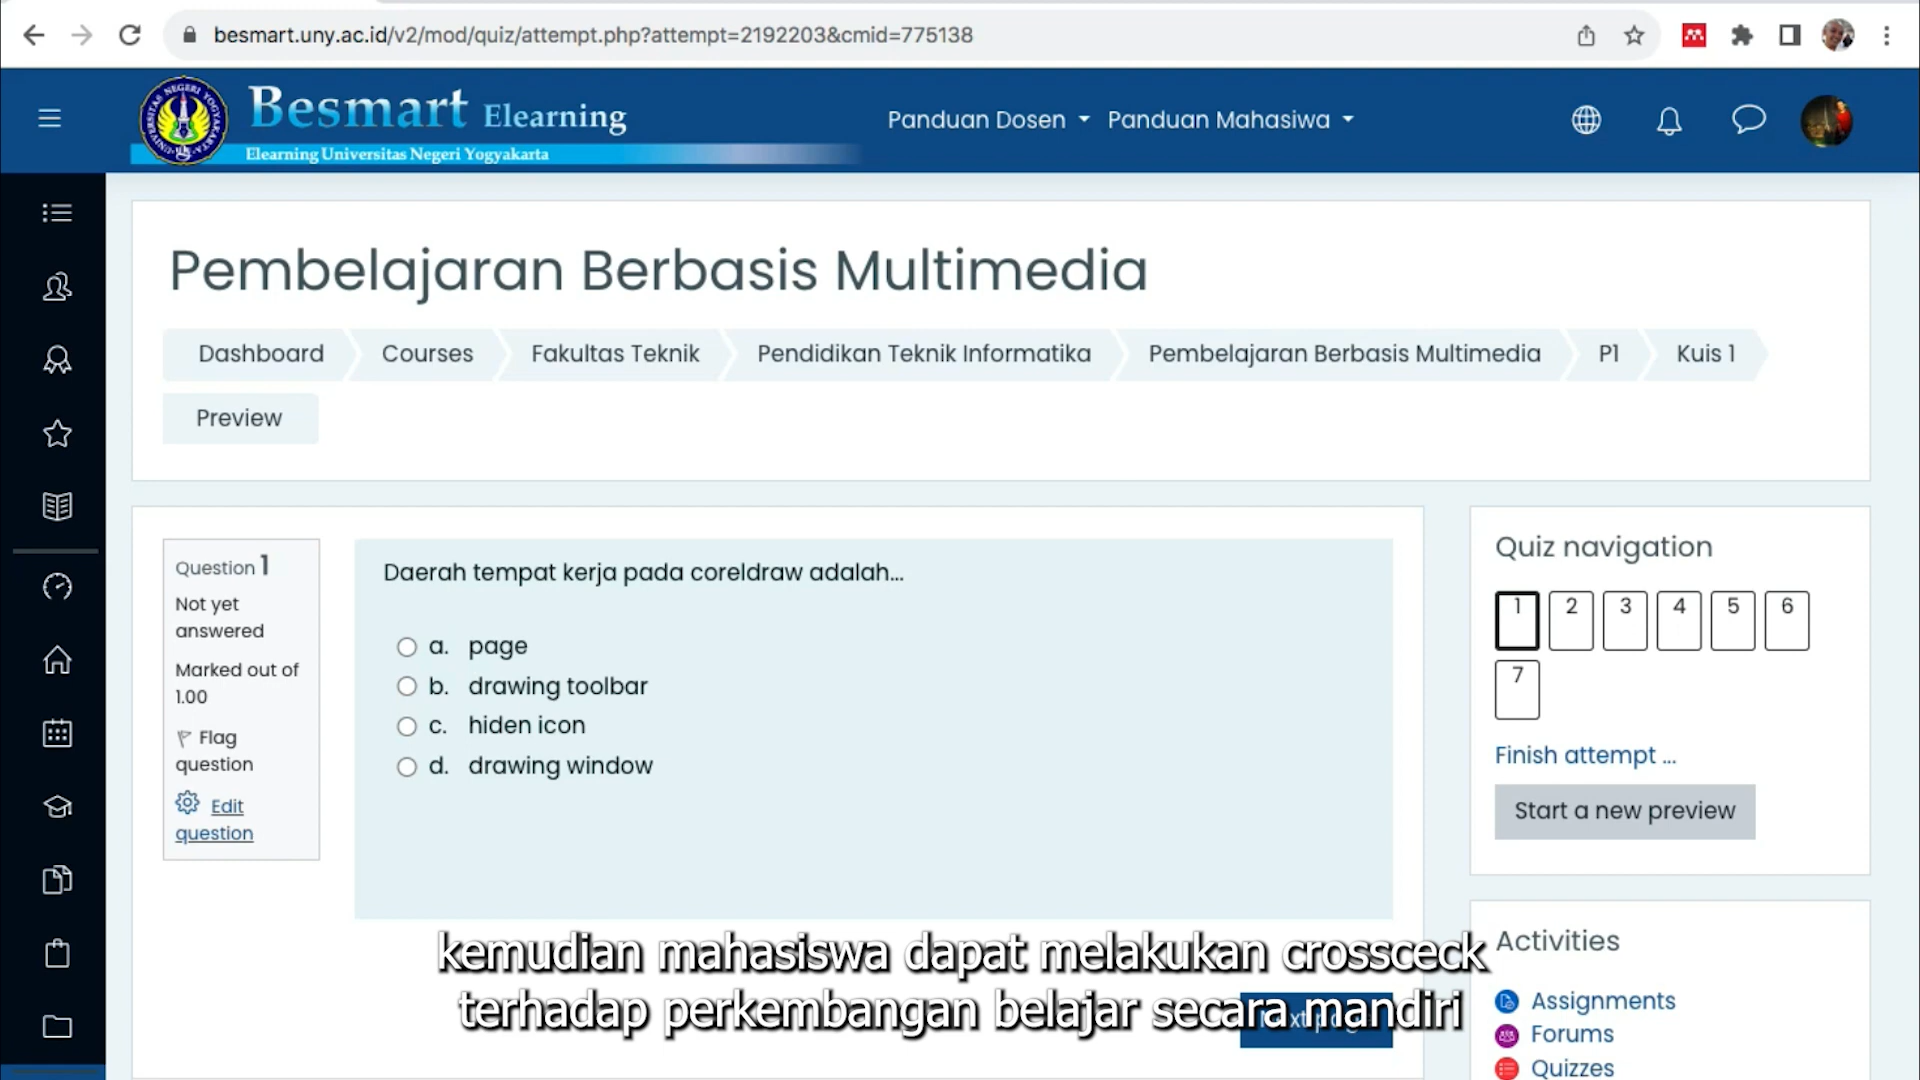 besmart.uny.ac.id/v2/mod/quiz/attempt.php?attempt=2192203&cmid=775138
UNIVERSITAS NEGERI YOGYAKARTA
Besmart Elearning
Elearning Universitas Negeri Yogyakarta
Panduan Dosen
Panduan Mahasiwa
Pembelajaran Berbasis Multimedia
Dashboard
Courses
Fakultas Teknik
Pendidikan Teknik Informatika
Pembelajaran Berbasis Multimedia
P1
Kuis 1
Preview
Question 1
Not yet
answered
Marked out of
1.00
Flag
question
Edit
question
Daerah tempat kerja pada coreldraw adalah...
a. page
b. drawing toolbar
c. hiden icon
d. drawing window
Quiz navigation
1 2 3 4 5 6
7
Finish attempt ...
Start a new preview
Activities
Assignments
Forums
Quizzes
kemudian mahasiswa dapat melakukan crossceck
terhadap perkembangan belajar secara mandiri